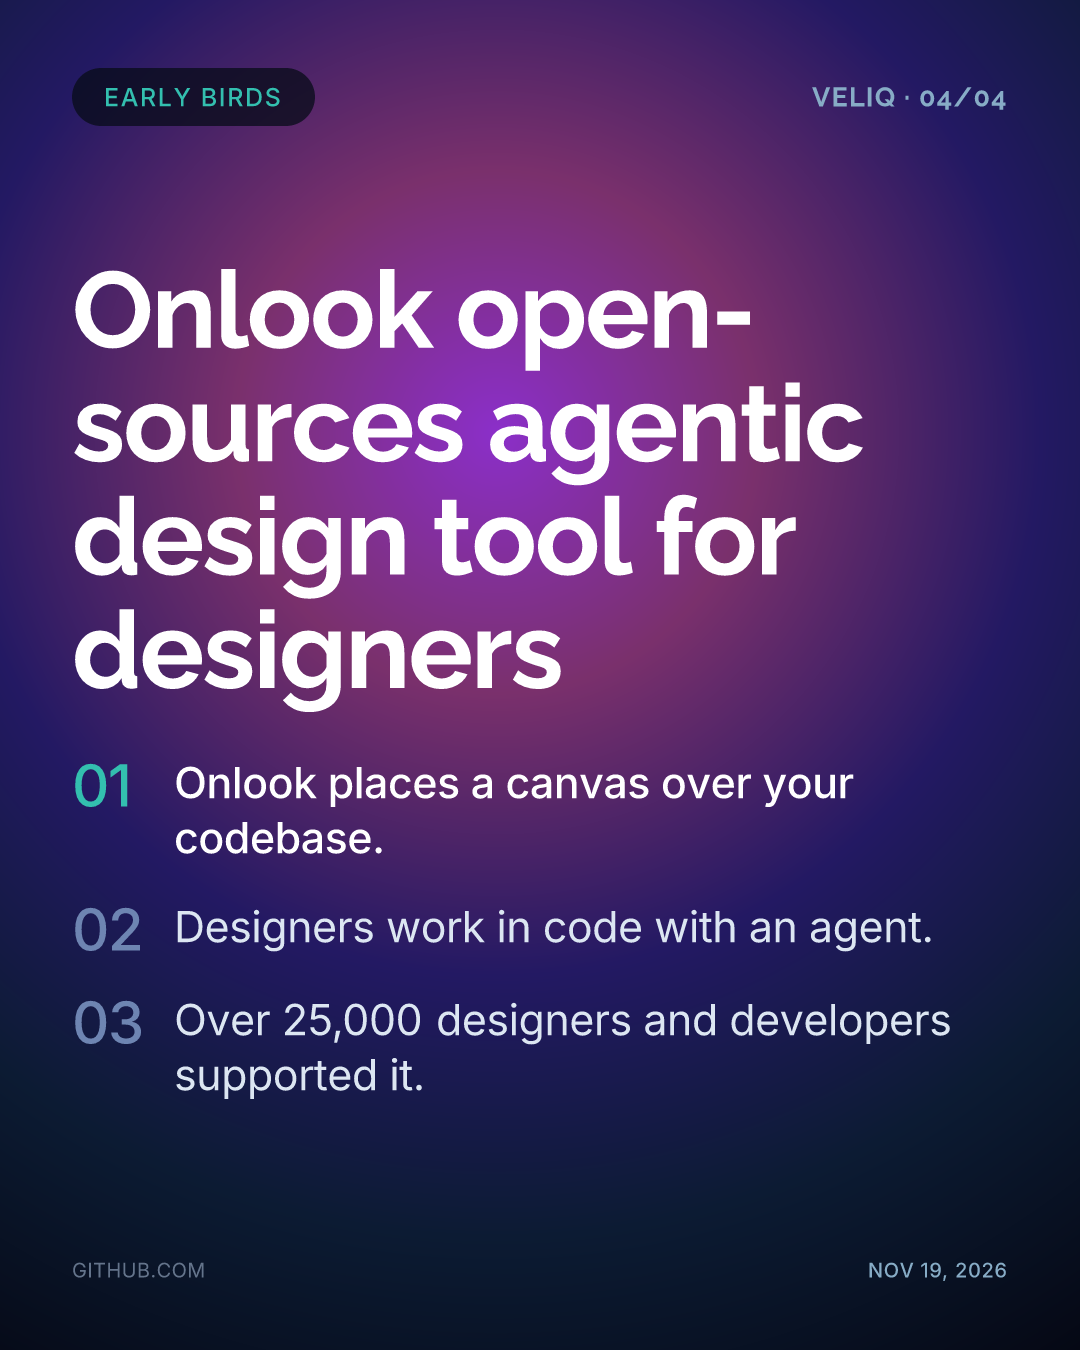 EARLY BIRDS
VELIQ · 04/04
Onlook open-
sources agentic
design tool for
designers
01 Onlook places a canvas over your
codebase.
02 Designers work in code with an agent.
03 Over 25,000 designers and developers
supported it.
GITHUB.COM
NOV 19, 2026